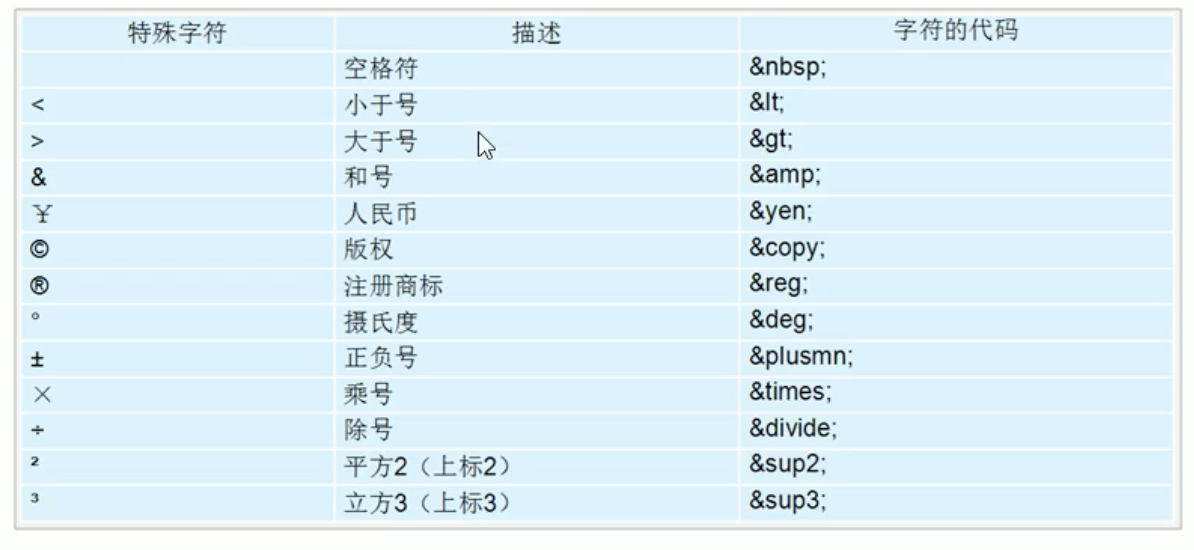 特殊字符 描述 字符的代码
空格符 &nbsp;
< 小于号 &lt;
> 大于号 &gt;
& 和号 &amp;
¥ 人民币 &yen;
© 版权 &copy;
® 注册商标 &reg;
° 摄氏度 &deg;
± 正负号 &plusmn;
× 乘号 &times;
÷ 除号 &divide;
² 平方2（上标2） &sup2;
³ 立方3（上标3） &sup3;